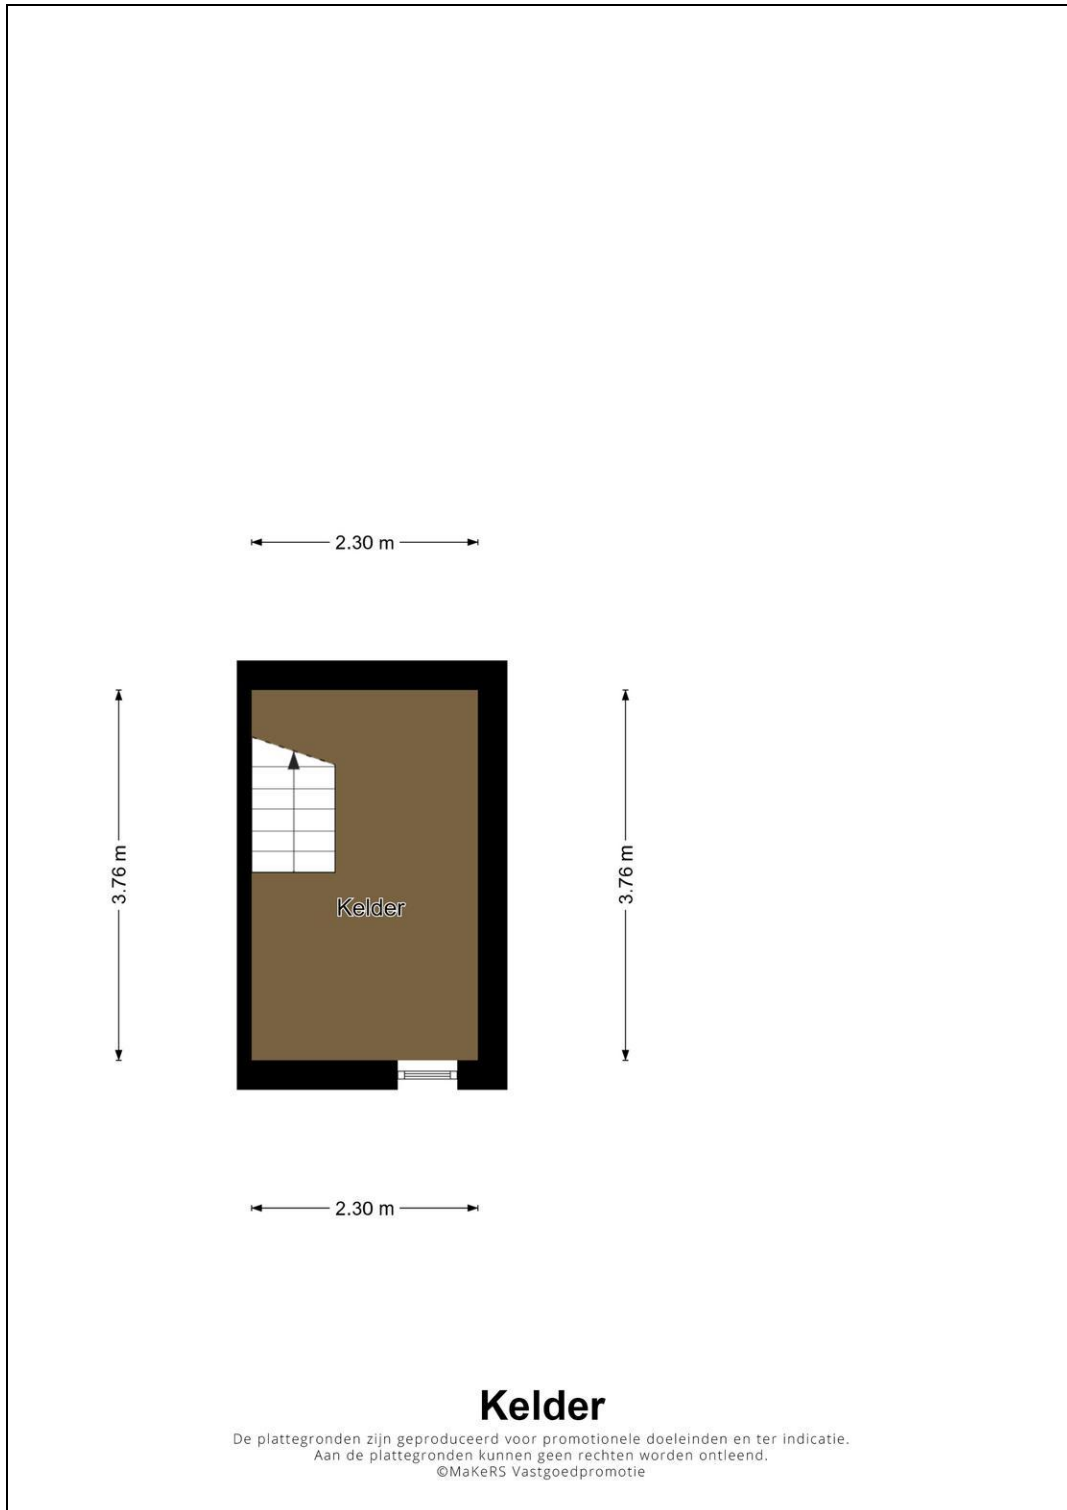 2.30 m
3.76 m
3.76 m
Kelder
2.30 m
Kelder
De plattegronden zijn geproduceerd voor promotionele doeleinden en ter indicatie.
Aan de plattegronden kunnen geen rechten worden ontleend.
©MaKeRS Vastgoedpromotie